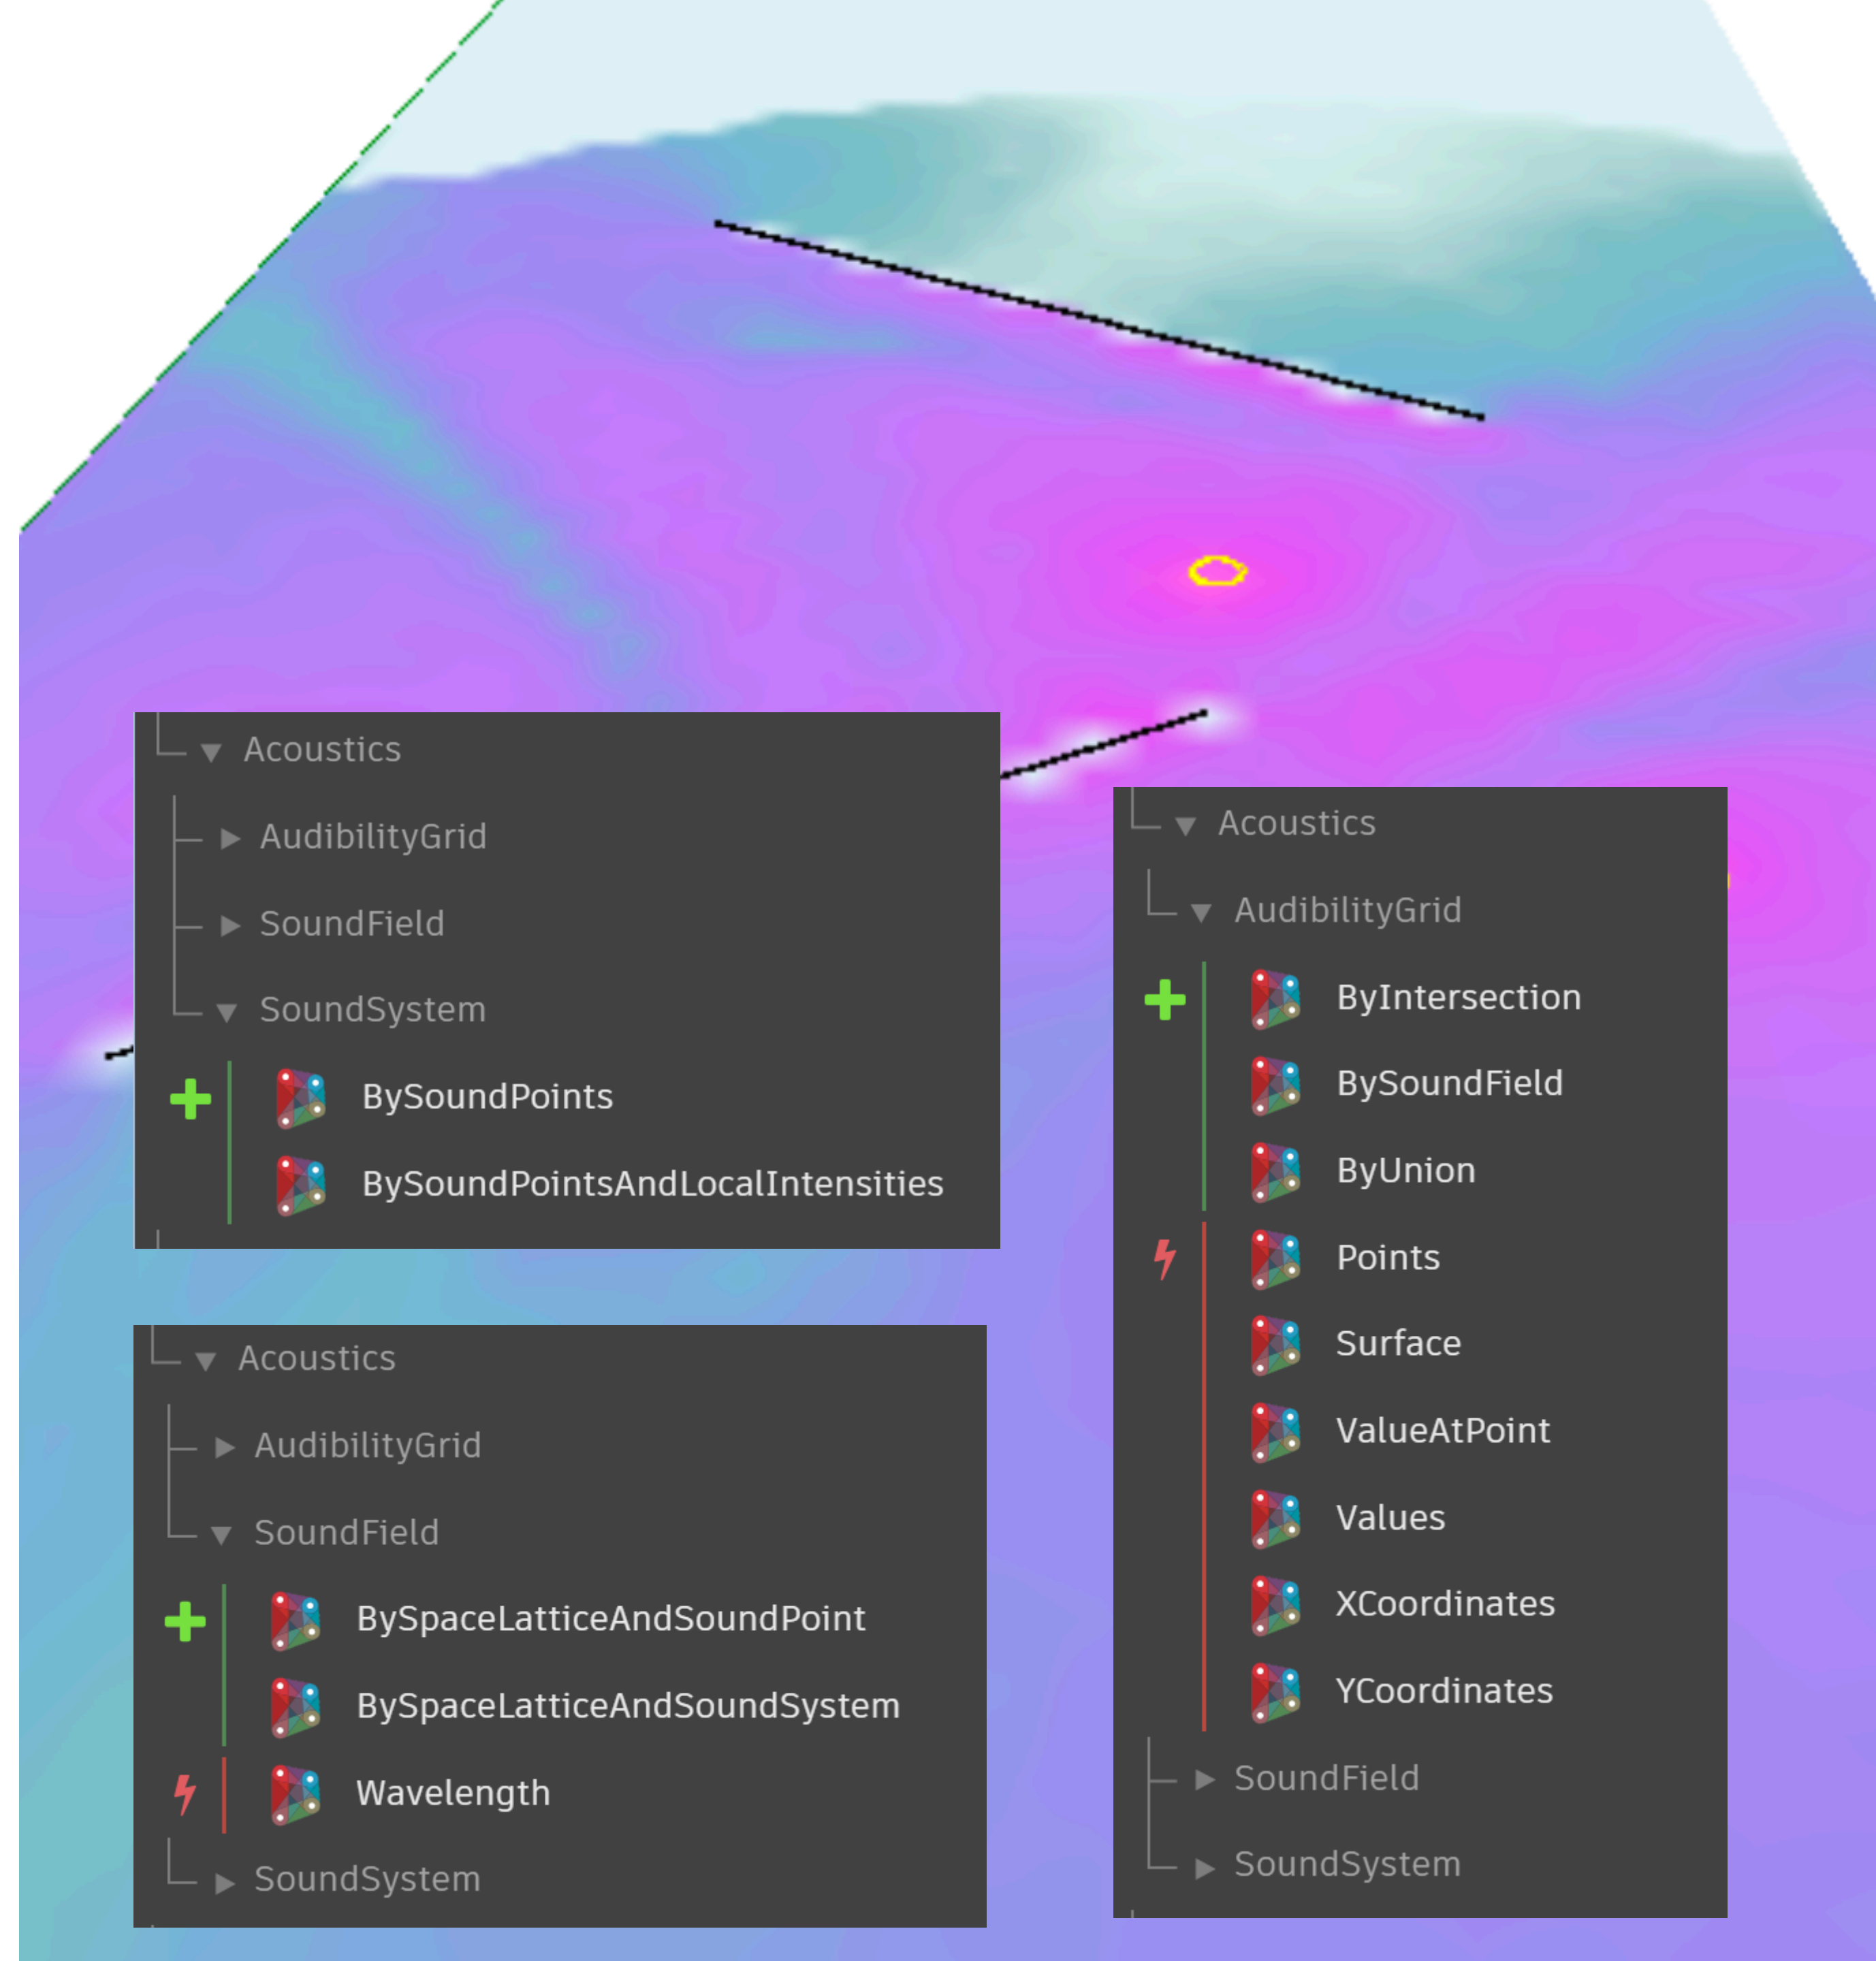 Acoustics
AudibilityGrid
SoundField
SoundSystem
BySoundPoints
BySoundPointsAndLocalIntensities
Acoustics
AudibilityGrid
SoundField
BySpaceLatticeAndSoundPoint
BySpaceLatticeAndSoundSystem
Wavelength
SoundSystem
Acoustics
AudibilityGrid
ByIntersection
BySoundField
ByUnion
Points
Surface
ValueAtPoint
Values
XCoordinates
YCoordinates
SoundField
SoundSystem